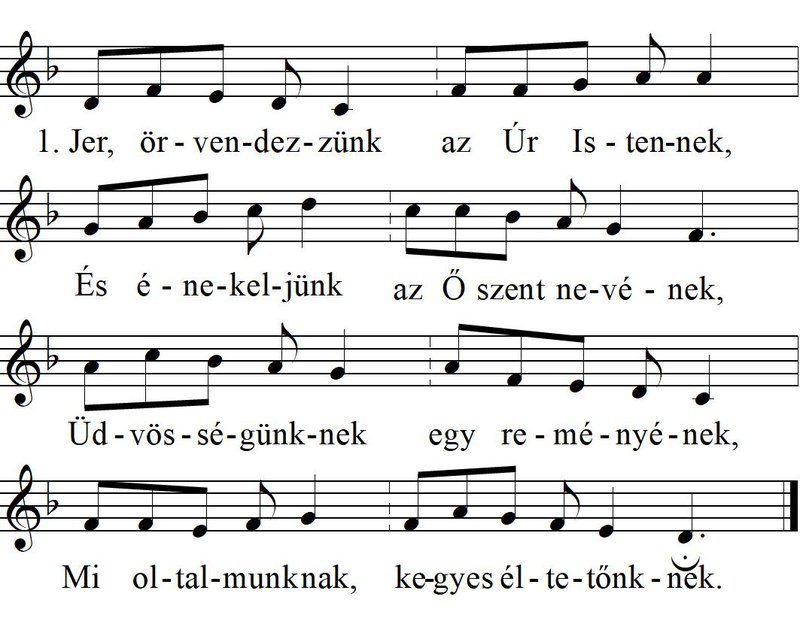 1. Jer, ör-ven-dez-zünk az Úr Is-ten-nek,
És é-ne-kel-jünk az Ő szent ne-vé-nek,
Üd-vös-sé-günk-nek egy re-mé-nyé-nek,
Mi ol-tal-munknak, ke-gyes él-te-tőnk-nek.